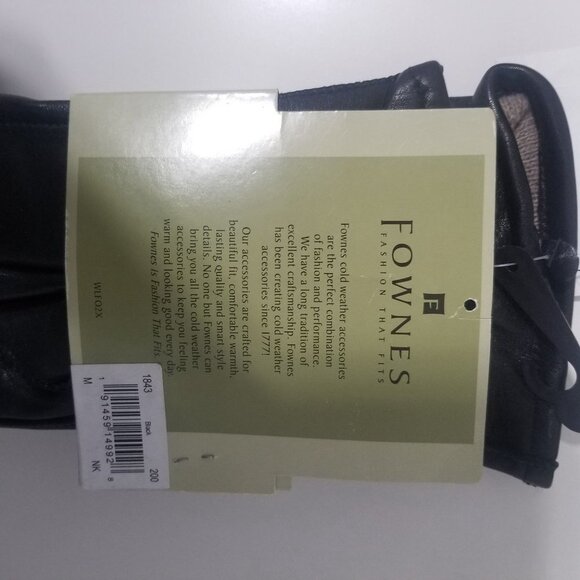 F
FOWNES
FASHION THAT FITS
Fownes cold weather accessories
are the perfect combination
of fashion and performance.
We have a long tradition of
excellent craftsmanship. Fownes
has been creating cold weather
accessories since 1777!
Our accessories are crafted for
beautiful fit, comfortable warmth,
lasting quality, and smart style
details. No one but Fownes can
bring you all the cold weather
accessories to keep you feeling
warm and looking good every day.
Fownes Is Fashion That Fits.
1843 Black 200
1 91459 14992 8
M NK